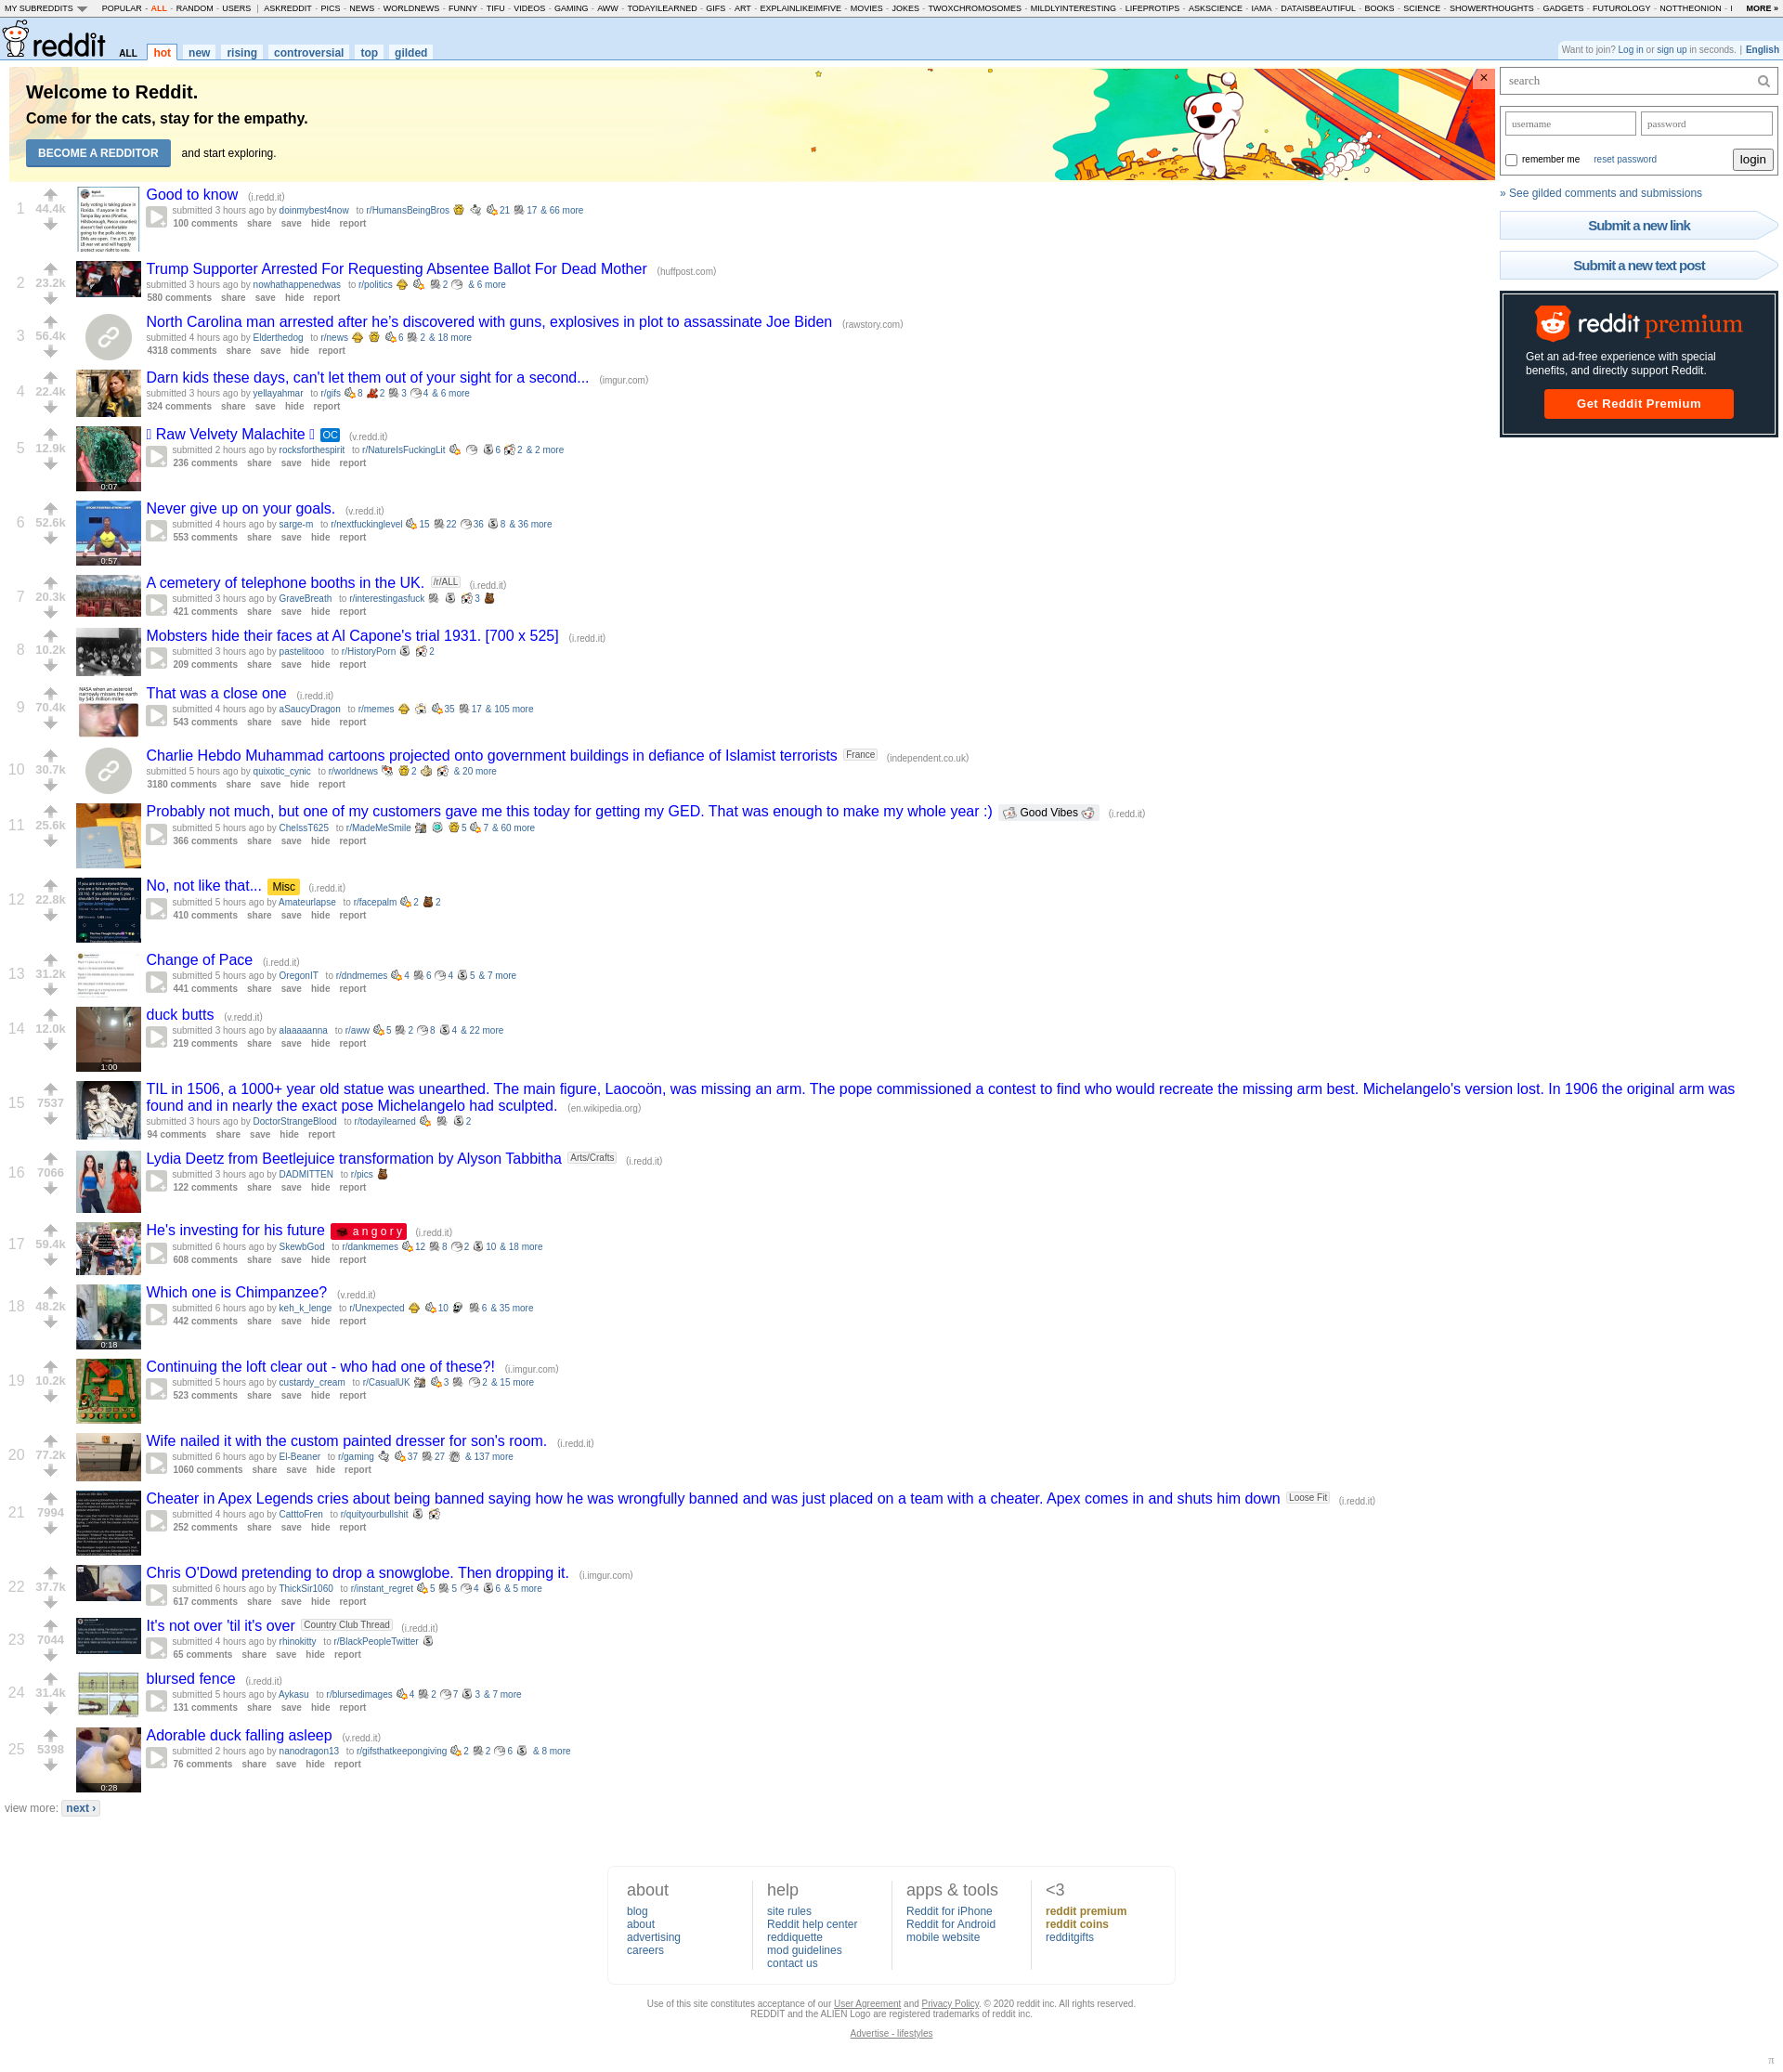 MY SUBREDDITS POPULAR - ALL - RANDOM - USERS | ASKREDDIT - PICS - NEWS - WORLDNEWS - FUNNY - TIFU - VIDEOS - GAMING - AWW - TODAYILEARNED - GIFS - ART - EXPLAINLIKEIMFIVE - MOVIES - JOKES - TWOXCHROMOSOMES - MILDLYINTERESTING - LIFEPROTIPS - ASKSCIENCE - IAMA - DATAISBEAUTIFUL - BOOKS - SCIENCE - SHOWERTHOUGHTS - GADGETS - FUTUROLOGY - NOTTHEONION - MORE »
reddit ALL hot new rising controversial top gilded
Want to join? Log in or sign up in seconds. | English
Welcome to Reddit.
Come for the cats, stay for the empathy.
BECOME A REDDITOR and start exploring.
×
search
username password
remember me reset password login
» See gilded comments and submissions
Submit a new link
Submit a new text post
reddit premium
Get an ad-free experience with special
benefits, and directly support Reddit.
Get Reddit Premium
Good to know (i.redd.it)
1 44.4k
submitted 3 hours ago by doinmybest4now to r/HumansBeingBros 21 17 & 66 more
100 comments share save hide report
Trump Supporter Arrested For Requesting Absentee Ballot For Dead Mother (huffpost.com)
2 23.2k
submitted 3 hours ago by nowhathappenedwas to r/politics 2 & 6 more
580 comments share save hide report
North Carolina man arrested after he's discovered with guns, explosives in plot to assassinate Joe Biden (rawstory.com)
3 56.4k
submitted 4 hours ago by Elderthedog to r/news 6 2 & 18 more
4318 comments share save hide report
Darn kids these days, can't let them out of your sight for a second... (imgur.com)
4 22.4k
submitted 3 hours ago by yellayahmar to r/gifs 8 2 3 4 & 6 more
324 comments share save hide report
Raw Velvety Malachite OC (v.redd.it)
5 12.9k
submitted 2 hours ago by rocksforthespirit to r/NatureIsFuckingLit 6 2 & 2 more
236 comments share save hide report
0:07
Never give up on your goals. (v.redd.it)
6 52.6k
submitted 4 hours ago by sarge-m to r/nextfuckinglevel 15 22 36 8 & 36 more
553 comments share save hide report
0:57
A cemetery of telephone booths in the UK. /r/ALL (i.redd.it)
7 20.3k
submitted 3 hours ago by GraveBreath to r/interestingasfuck 3
421 comments share save hide report
Mobsters hide their faces at Al Capone's trial 1931. [700 x 525] (i.redd.it)
8 10.2k
submitted 3 hours ago by pastelitooo to r/HistoryPorn 2
209 comments share save hide report
NASA when an asteroid
narrowly misses the earth
by 545 million miles
That was a close one (i.redd.it)
9 70.4k
submitted 4 hours ago by aSaucyDragon to r/memes 35 17 & 105 more
543 comments share save hide report
Charlie Hebdo Muhammad cartoons projected onto government buildings in defiance of Islamist terrorists France (independent.co.uk)
10 30.7k
submitted 5 hours ago by quixotic_cynic to r/worldnews 2 & 20 more
3180 comments share save hide report
Probably not much, but one of my customers gave me this today for getting my GED. That was enough to make my whole year :) Good Vibes (i.redd.it)
11 25.6k
submitted 5 hours ago by ChelssT625 to r/MadeMeSmile 5 7 & 60 more
366 comments share save hide report
No, not like that... Misc (i.redd.it)
12 22.8k
submitted 5 hours ago by Amateurlapse to r/facepalm 2 2
410 comments share save hide report
Change of Pace (i.redd.it)
13 31.2k
submitted 5 hours ago by OregonIT to r/dndmemes 4 6 4 5 & 7 more
441 comments share save hide report
duck butts (v.redd.it)
14 12.0k
submitted 3 hours ago by alaaaaanna to r/aww 5 2 8 4 & 22 more
219 comments share save hide report
1:00
TIL in 1506, a 1000+ year old statue was unearthed. The main figure, Laocoön, was missing an arm. The pope commissioned a contest to find who would recreate the missing arm best. Michelangelo's version lost. In 1906 the original arm was
found and in nearly the exact pose Michelangelo had sculpted. (en.wikipedia.org)
15 7537
submitted 3 hours ago by DoctorStrangeBlood to r/todayilearned 2
94 comments share save hide report
Lydia Deetz from Beetlejuice transformation by Alyson Tabbitha Arts/Crafts (i.redd.it)
16 7066
submitted 3 hours ago by DADMITTEN to r/pics
122 comments share save hide report
He's investing for his future a n g o r y (i.redd.it)
17 59.4k
submitted 6 hours ago by SkewbGod to r/dankmemes 12 8 2 10 & 18 more
608 comments share save hide report
Which one is Chimpanzee? (v.redd.it)
18 48.2k
submitted 6 hours ago by keh_k_lenge to r/Unexpected 10 6 & 35 more
442 comments share save hide report
0:18
Continuing the loft clear out - who had one of these?! (i.imgur.com)
19 10.2k
submitted 5 hours ago by custardy_cream to r/CasualUK 3 2 & 15 more
523 comments share save hide report
Wife nailed it with the custom painted dresser for son's room. (i.redd.it)
20 77.2k
submitted 6 hours ago by El-Beaner to r/gaming 37 27 & 137 more
1060 comments share save hide report
Cheater in Apex Legends cries about being banned saying how he was wrongfully banned and was just placed on a team with a cheater. Apex comes in and shuts him down Loose Fit (i.redd.it)
21 7994
submitted 4 hours ago by CatttoFren to r/quityourbullshit
252 comments share save hide report
Chris O'Dowd pretending to drop a snowglobe. Then dropping it. (i.imgur.com)
22 37.7k
submitted 6 hours ago by ThickSir1060 to r/instant_regret 5 5 4 6 & 5 more
617 comments share save hide report
It's not over 'til it's over Country Club Thread (i.redd.it)
23 7044
submitted 4 hours ago by rhinokitty to r/BlackPeopleTwitter
65 comments share save hide report
blursed fence (i.redd.it)
24 31.4k
submitted 5 hours ago by Aykasu to r/blursedimages 4 2 7 3 & 7 more
131 comments share save hide report
Adorable duck falling asleep (v.redd.it)
25 5398
submitted 2 hours ago by nanodragon13 to r/gifsthatkeepongiving 2 2 6 & 8 more
76 comments share save hide report
0:28
view more: next ›
about help apps & tools <3
blog site rules Reddit for iPhone reddit premium
about Reddit help center Reddit for Android reddit coins
advertising reddiquette mobile website redditgifts
careers mod guidelines
contact us
Use of this site constitutes acceptance of our User Agreement and Privacy Policy. © 2020 reddit inc. All rights reserved.
REDDIT and the ALIEN Logo are registered trademarks of reddit inc.
Advertise - lifestyles
π